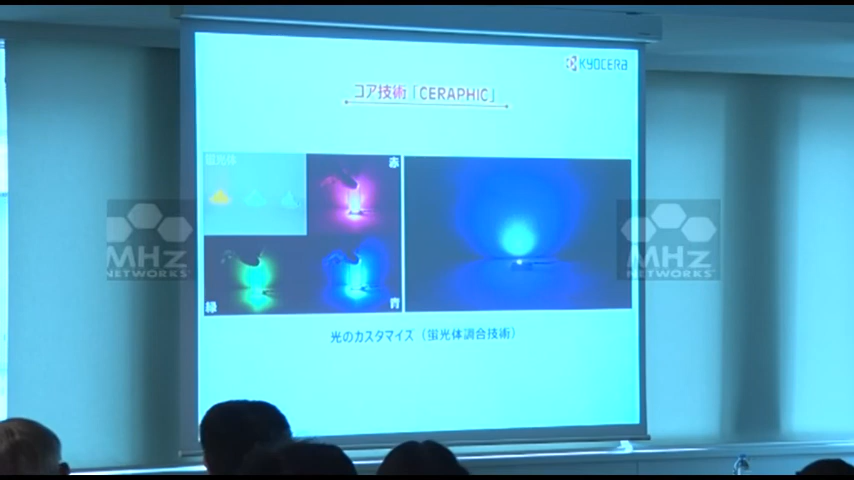 KYOCERA
コア技術「CERAPHIC」
蛍光体
赤
緑
青
光のカスタマイズ（蛍光体調合技術）
MHz
NETWORKS
MHz
NETWORKS